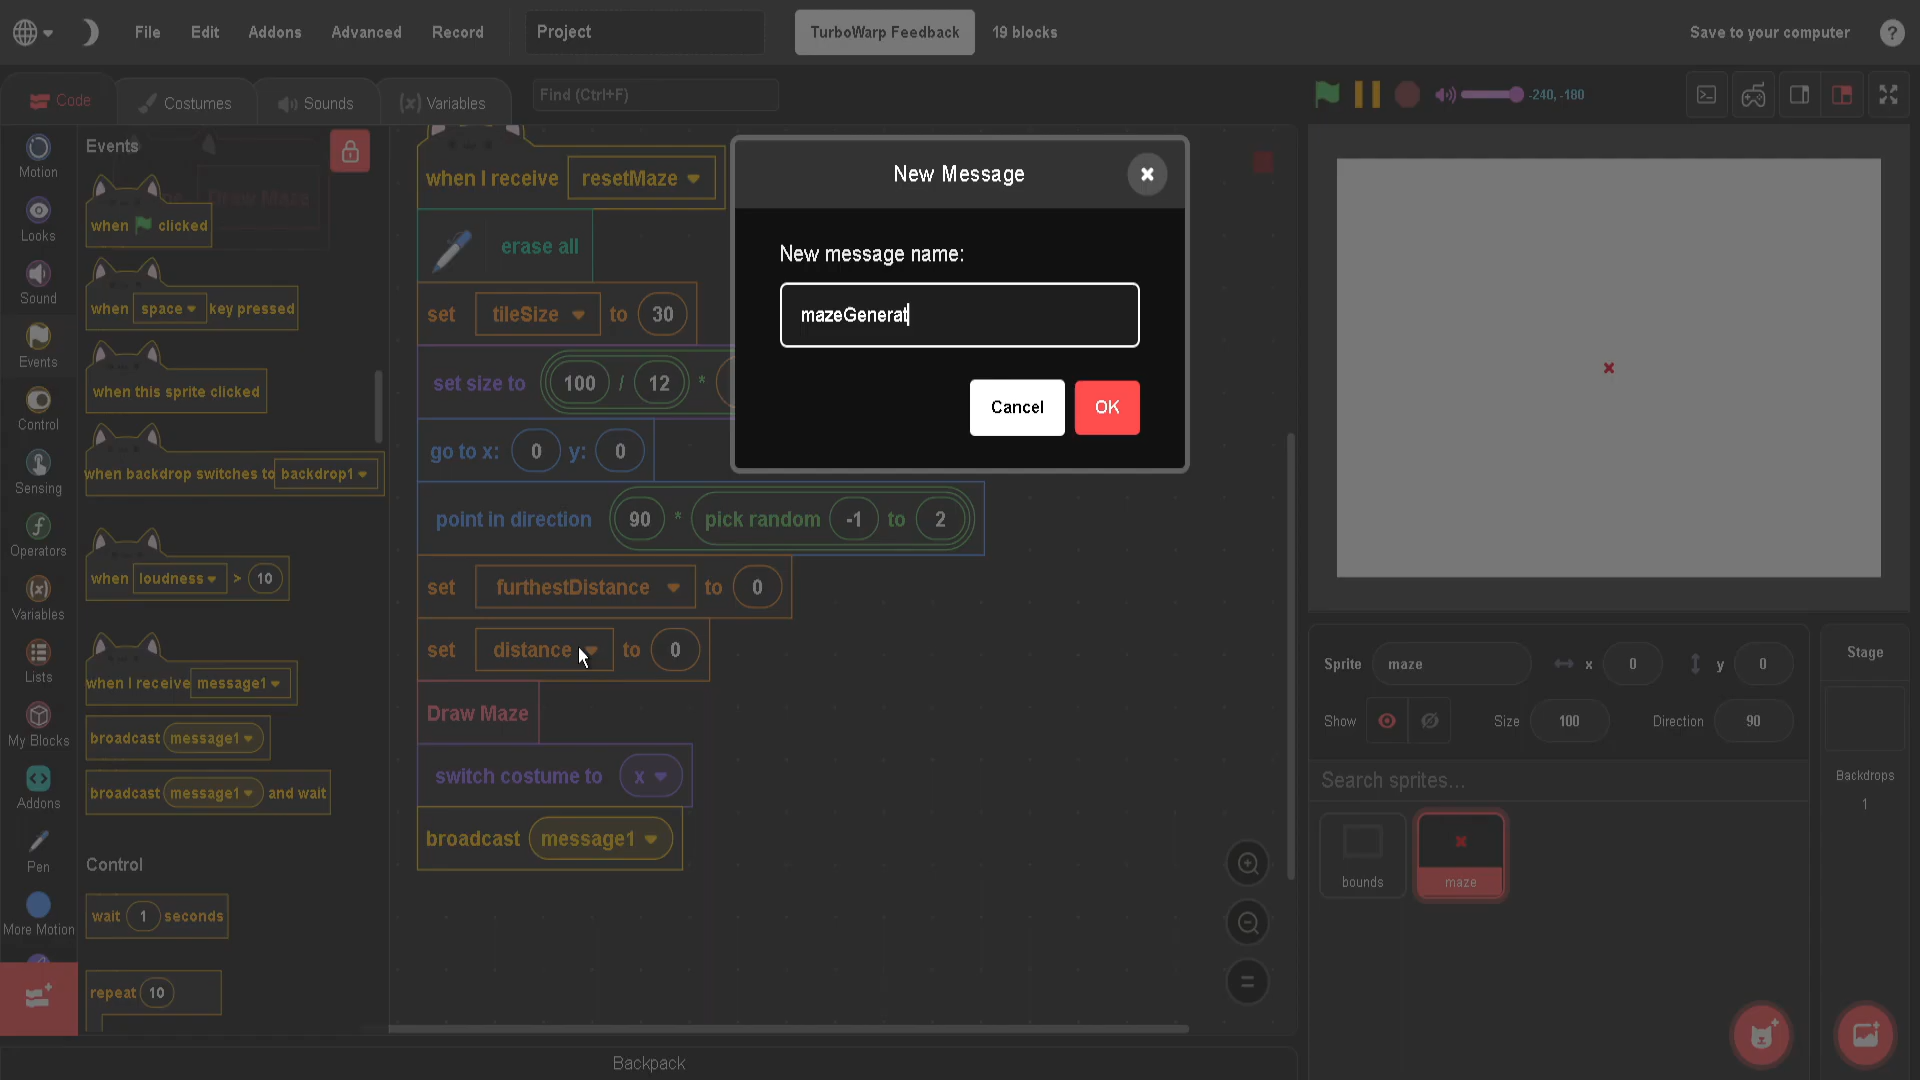 File Edit Addons Advanced Record Project TurboWarp Feedback 19 blocks Save to your computer ?
Code Costumes Sounds (x) Variables Find (Ctrl+F) -240, -180
Motion
Looks
Sound
Events
Control
Sensing
Operators
Variables
Lists
My Blocks
Addons
Pen
More Motion
Events
when clicked
Draw Maze
when space key pressed
when this sprite clicked
when backdrop switches to backdrop1
when loudness > 10
when I receive message1
broadcast message1
broadcast message1 and wait
Control
wait 1 seconds
repeat 10
when I receive resetMaze
erase all
set tileSize to 30
set size to 100 / 12 *
go to x: 0 y: 0
point in direction 90 * pick random -1 to 2
set furthestDistance to 0
set distance to 0
Draw Maze
switch costume to x
broadcast message1
New Message
New message name:
mazeGenerat
Cancel OK
Sprite maze x 0 y 0
Show Size 100 Direction 90
Search sprites...
bounds maze
Stage
Backdrops
1
Backpack